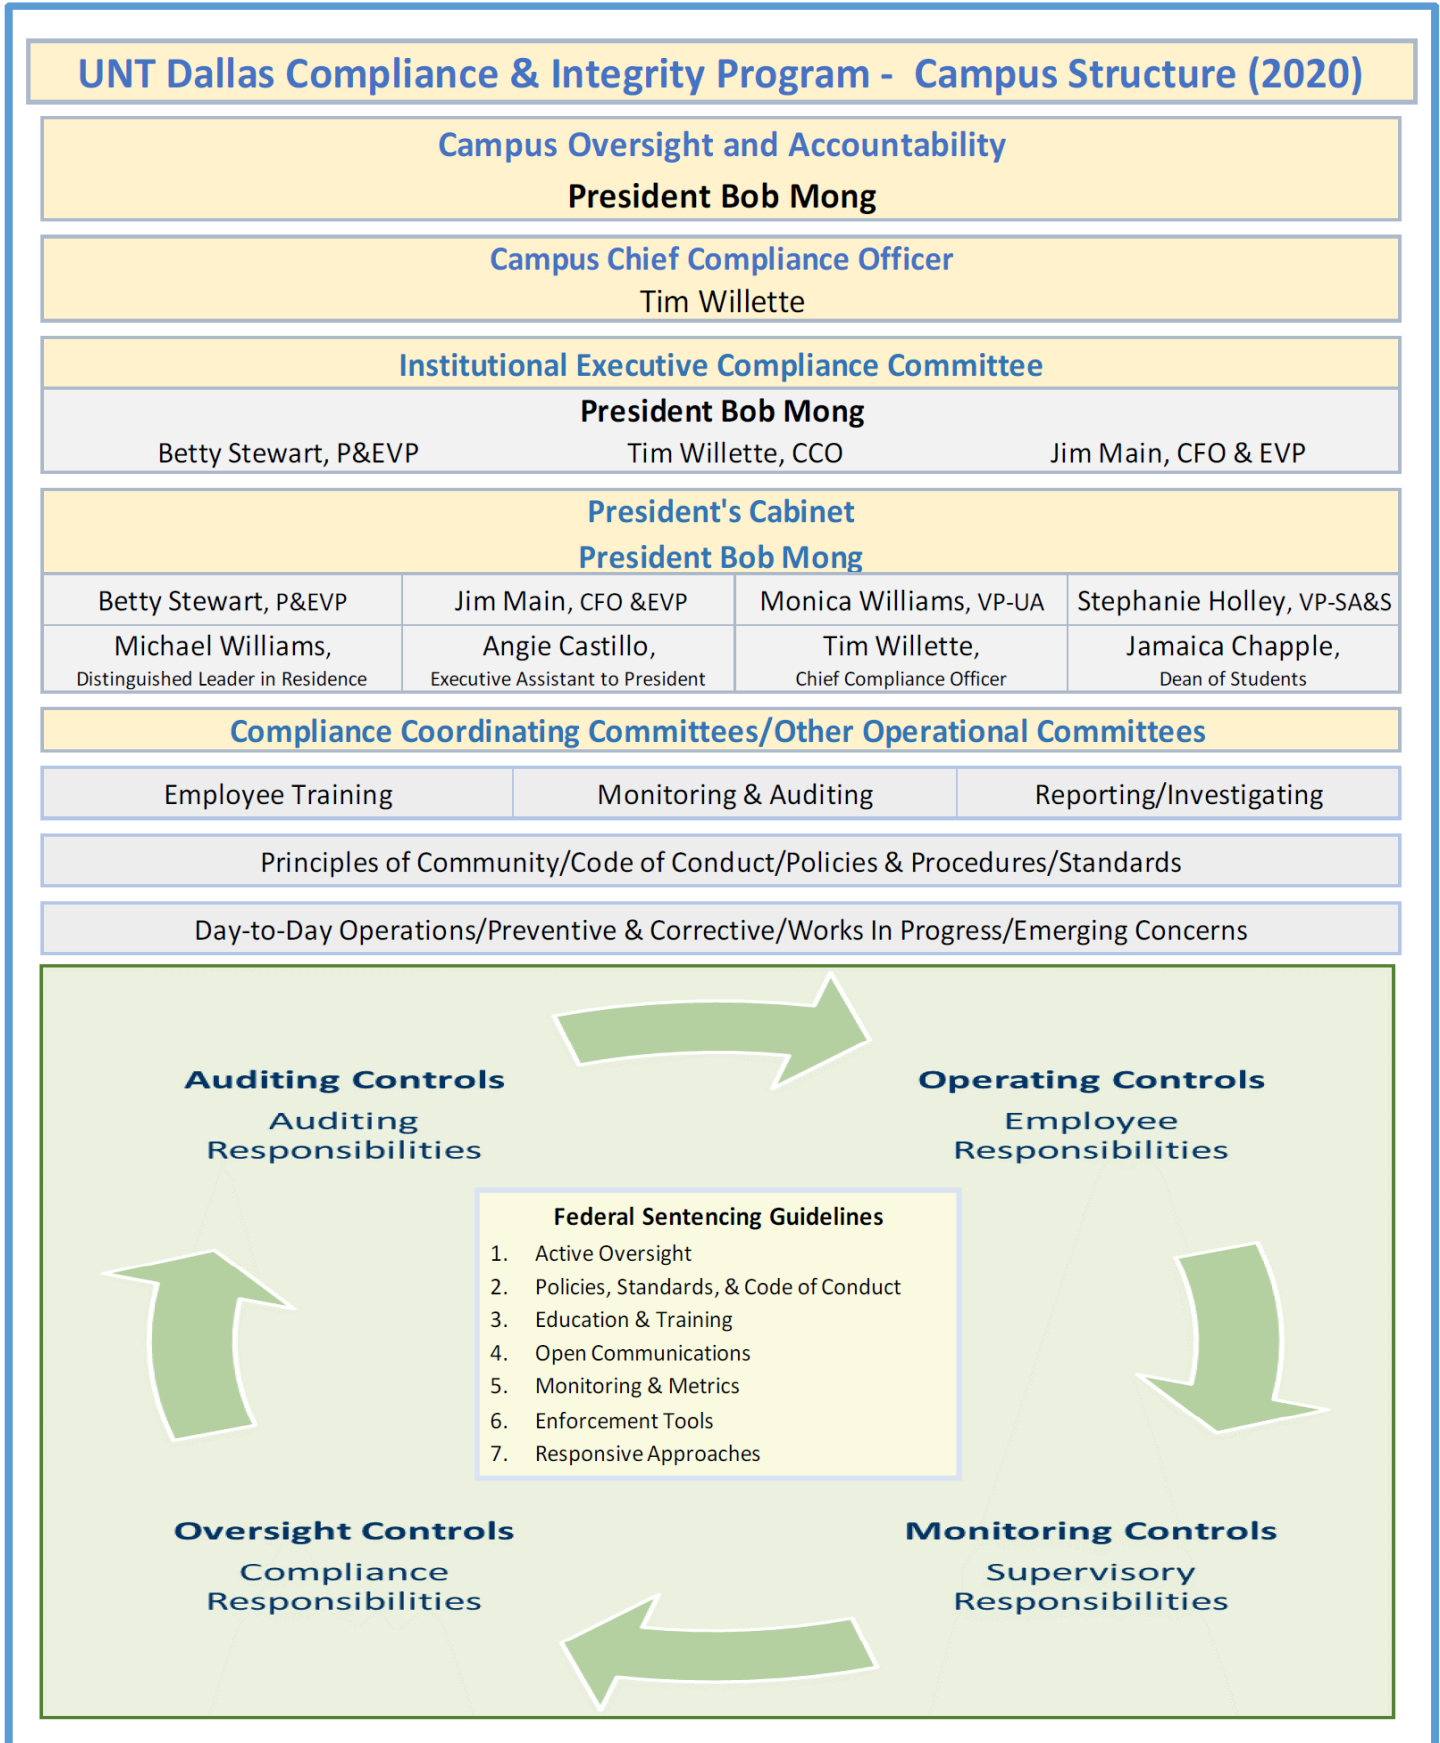 UNT Dallas Compliance & Integrity Program - Campus Structure (2020)
Campus Oversight and Accountability
President Bob Mong
Campus Chief Compliance Officer
Tim Willette
Institutional Executive Compliance Committee
President Bob Mong
Betty Stewart, P&EVP Tim Willette, CCO Jim Main, CFO & EVP
President's Cabinet
President Bob Mong
Betty Stewart, P&EVP Jim Main, CFO &EVP Monica Williams, VP-UA Stephanie Holley, VP-SA&S
Michael Williams, Angie Castillo, Tim Willette, Jamaica Chapple,
Distinguished Leader in Residence Executive Assistant to President Chief Compliance Officer Dean of Students
Compliance Coordinating Committees/Other Operational Committees
Employee Training Monitoring & Auditing Reporting/Investigating
Principles of Community/Code of Conduct/Policies & Procedures/Standards
Day-to-Day Operations/Preventive & Corrective/Works In Progress/Emerging Concerns
Auditing Controls
Auditing
Responsibilities
Operating Controls
Employee
Responsibilities
Federal Sentencing Guidelines
1. Active Oversight
2. Policies, Standards, & Code of Conduct
3. Education & Training
4. Open Communications
5. Monitoring & Metrics
6. Enforcement Tools
7. Responsive Approaches
Oversight Controls
Compliance
Responsibilities
Monitoring Controls
Supervisory
Responsibilities